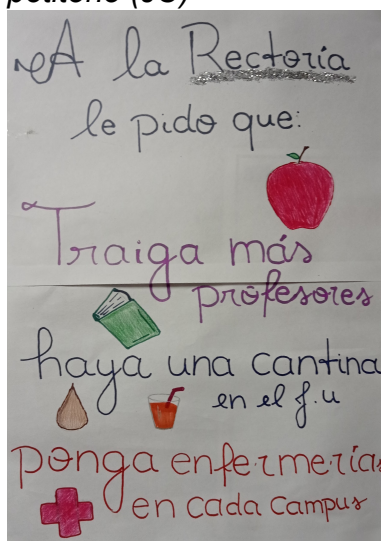 A la Rectoría
le pido que:
Traiga más
profesores
haya una cantina
en el f.u
ponga enfermerías
en cada campus